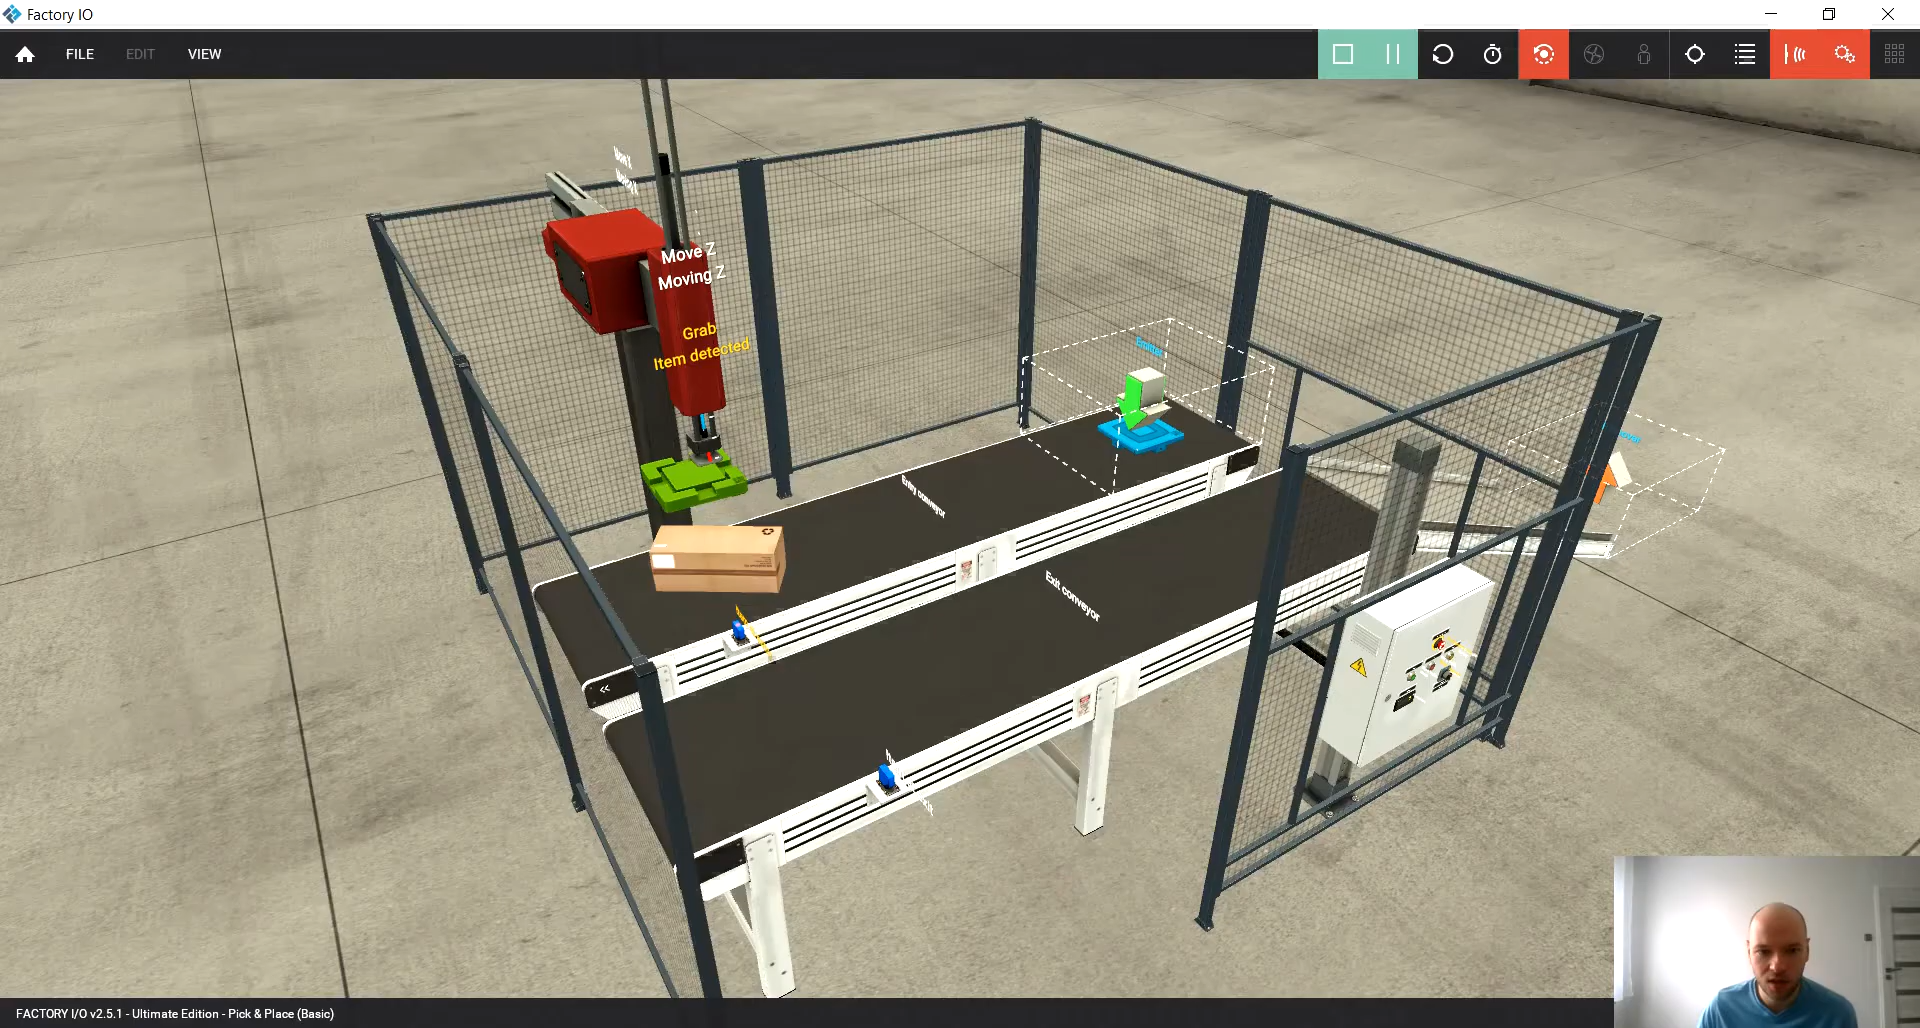 Factory IO
FILE
EDIT
VIEW
Move Z
Moving Z
Grab
Item detected
Emitter
Entry conveyor
Exit conveyor
FACTORY I/O v2.5.1 - Ultimate Edition - Pick & Place (Basic)